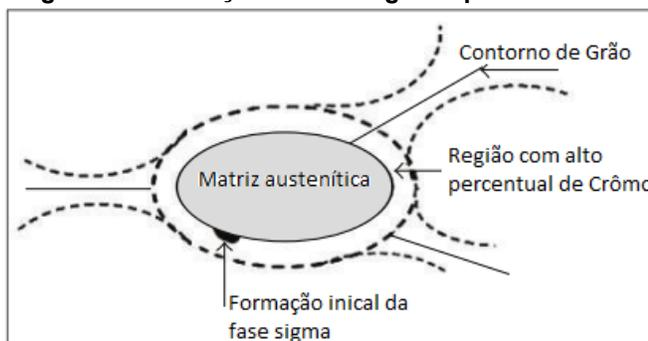 Contorno de Grão
Região com alto
percentual de Crômo
Matriz austenítica
Formação inical da
fase sigma